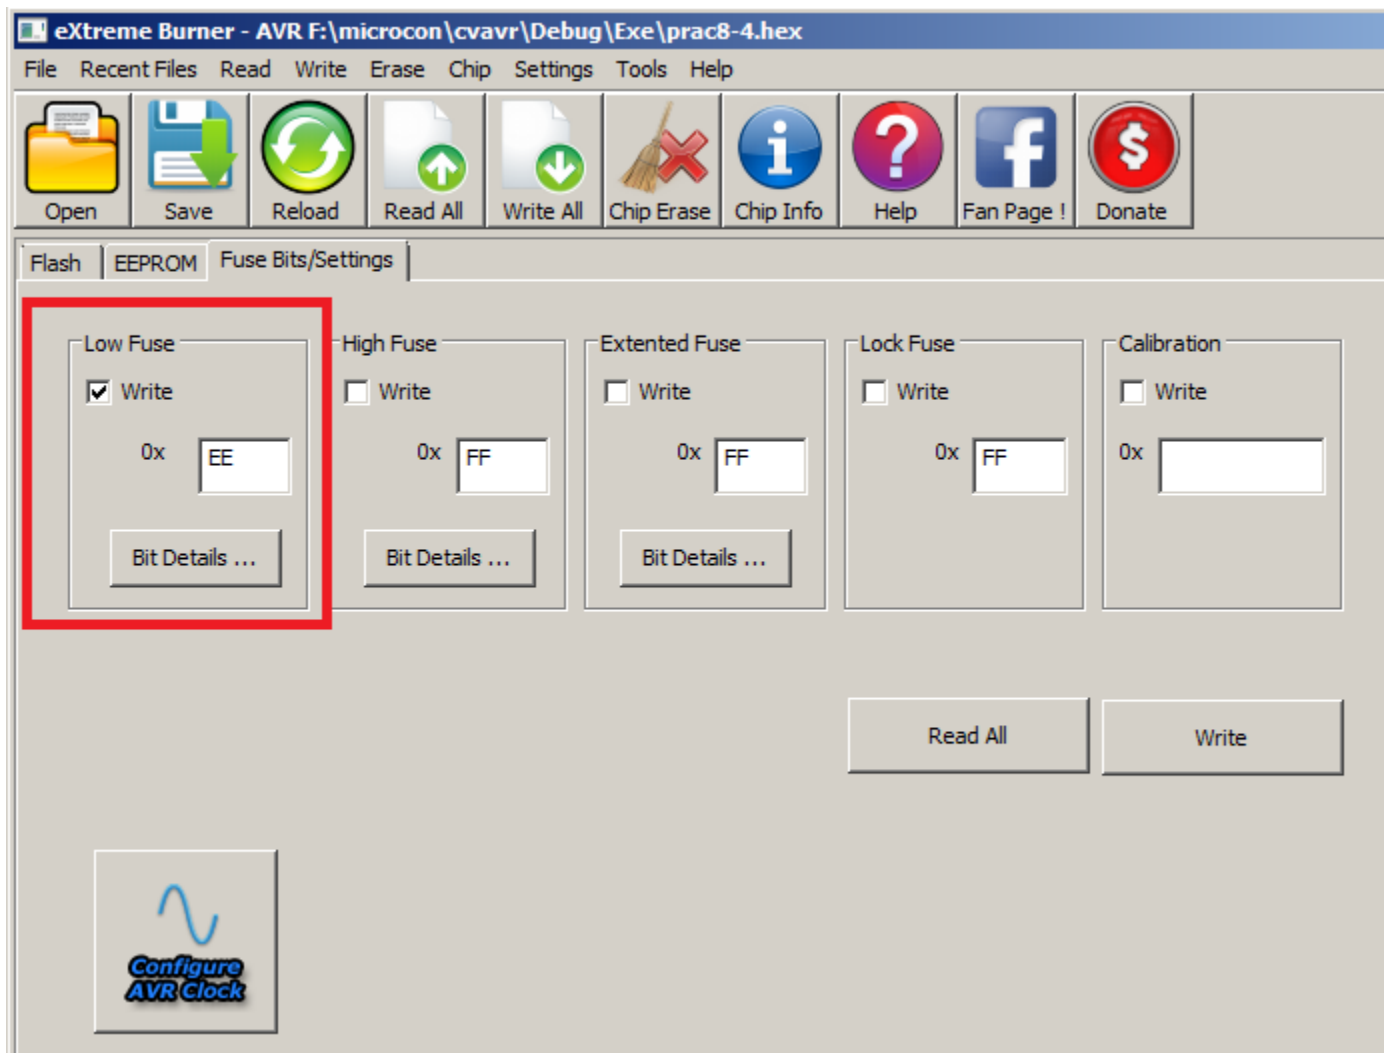 eXtreme Burner - AVR F:\microcon\cvavr\Debug\Exe\prac8-4.hex
File Recent Files Read Write Erase Chip Settings Tools Help
Open Save Reload Read All Write All Chip Erase Chip Info Help Fan Page ! Donate
Flash EEPROM Fuse Bits/Settings
Low Fuse High Fuse Extented Fuse Lock Fuse Calibration
Write Write Write Write Write
0x EE 0x FF 0x FF 0x FF 0x
Bit Details ... Bit Details ... Bit Details ...
Read All Write
Configure
AVR Clock